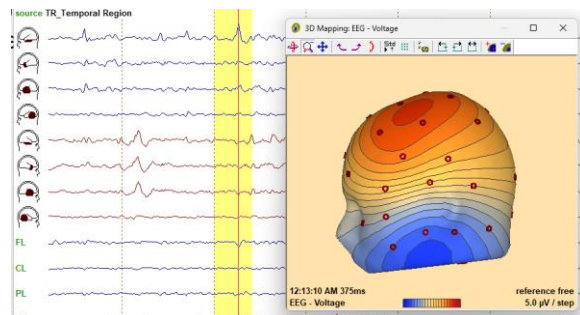 source TR_Temporal Region
3D Mapping: EEG - Voltage
Std
FL
CL
PL
12:13:10 AM 375ms
reference free
EEG - Voltage
5.0 µV / step